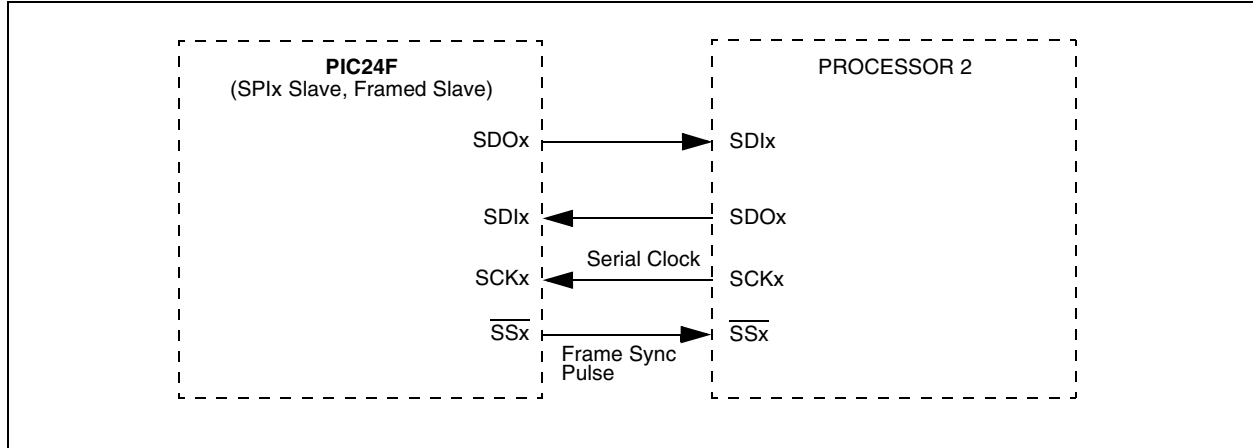 PIC24F
(SPIx Slave, Framed Slave)
PROCESSOR 2
SDOx
SDIx
SDIx
SDOx
Serial Clock
SCKx
SCKx
SSx
SSx
Frame Sync
Pulse